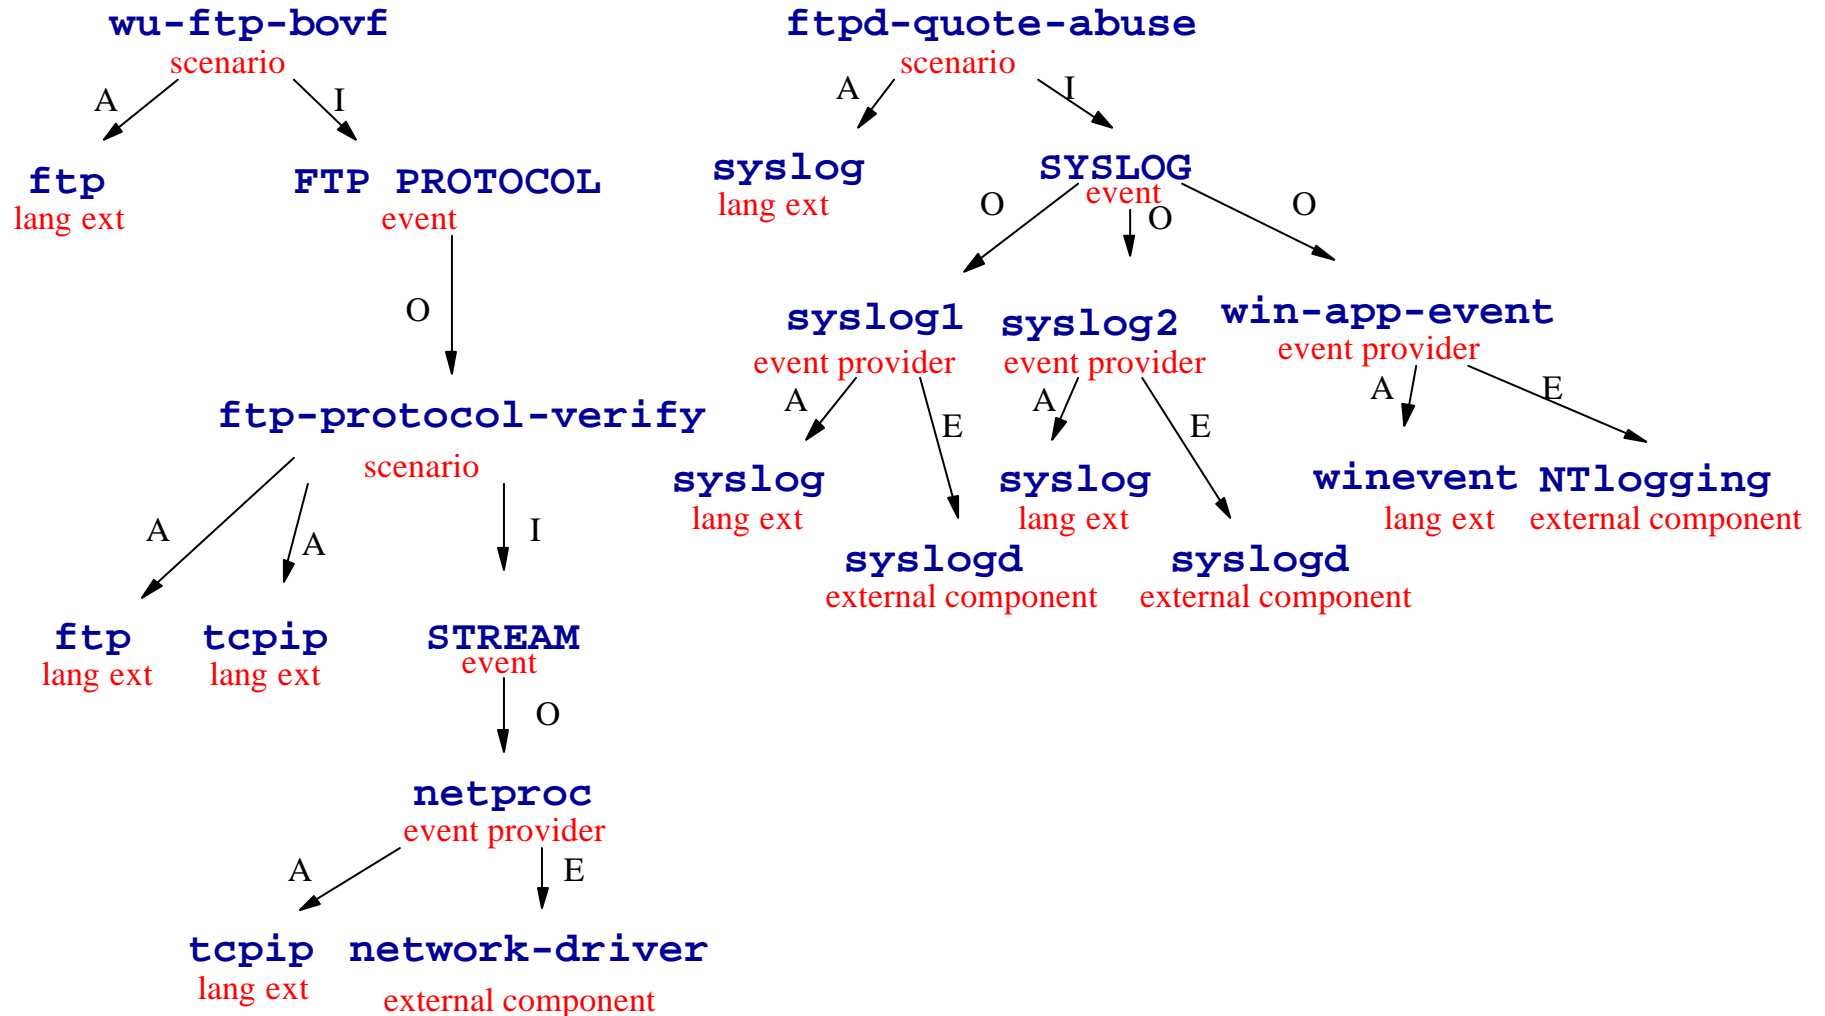 wu-ftp-bovf
scenario
A
I
ftp
lang ext
FTP PROTOCOL
event
O
ftp-protocol-verify
scenario
A
A
I
ftp
lang ext
tcpip
lang ext
STREAM
event
O
netproc
event provider
A
E
tcpip
lang ext
network-driver
external component
ftpd-quote-abuse
scenario
A
I
syslog
lang ext
SYSLOG
event
O
O
O
syslog1
event provider
syslog2
event provider
win-app-event
event provider
A
E
A
E
A
E
syslog
lang ext
syslogd
external component
syslog
lang ext
syslogd
external component
winevent
lang ext
NTlogging
external component